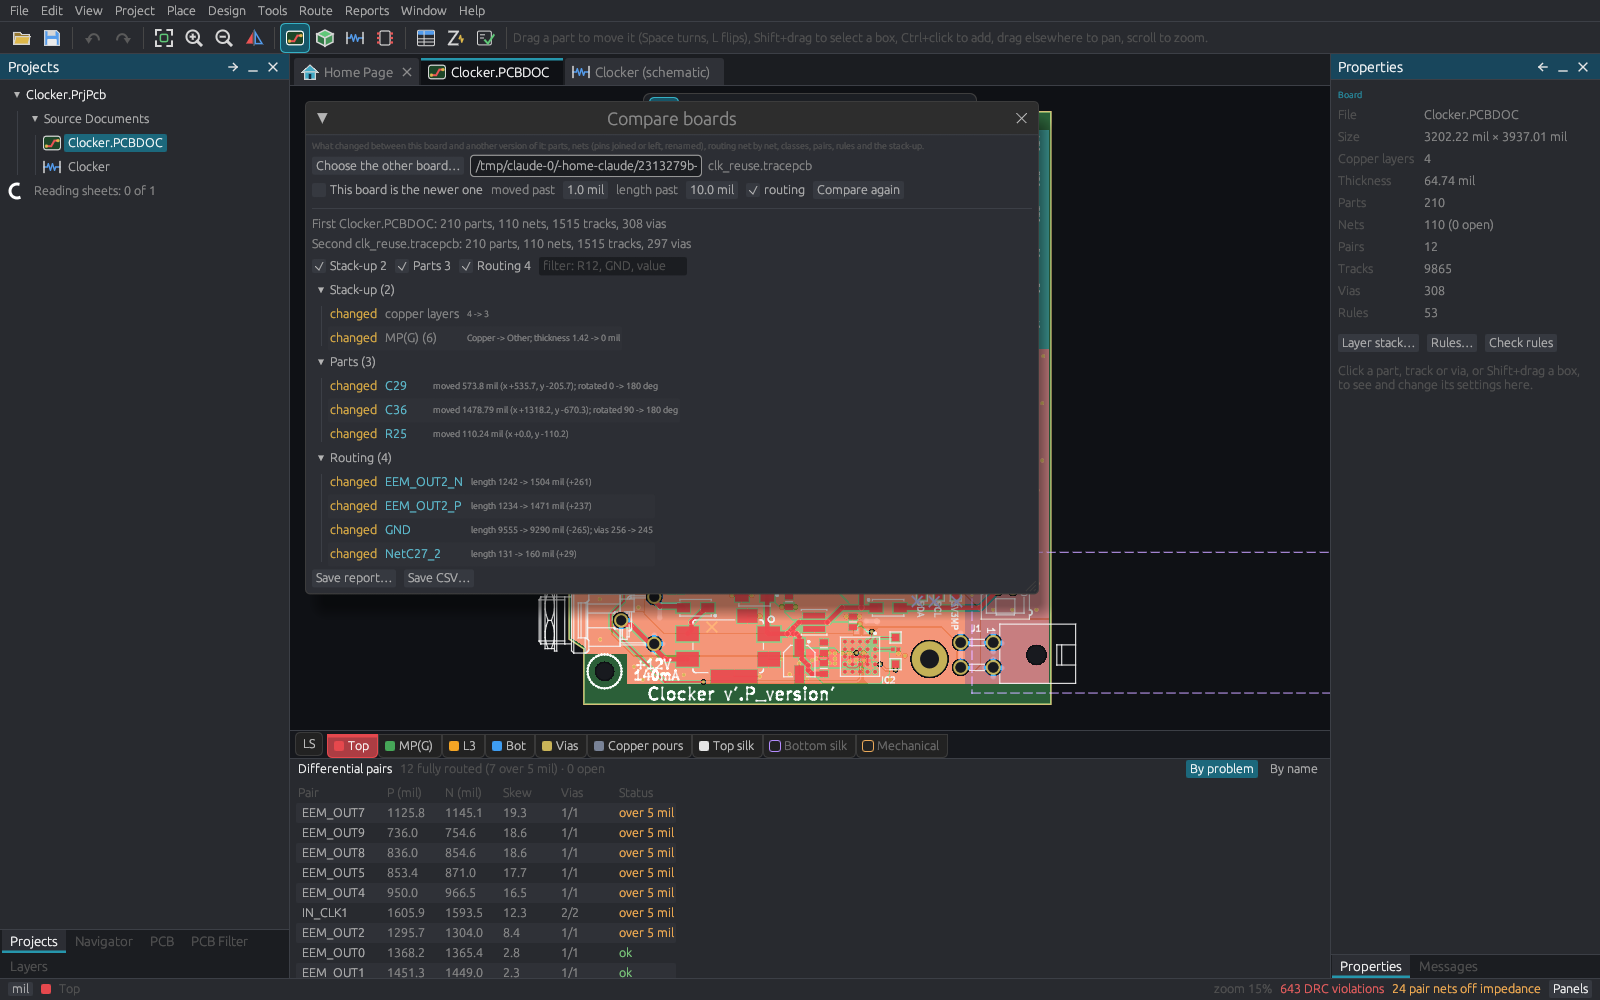 File Edit View Project Place Design Tools Route Reports Window Help
Drag a part to move it (Space turns, L flips), Shift+drag to select a box, Ctrl+click to add, drag elsewhere to pan, scroll to zoom.
Projects
Clocker.PrjPcb
Source Documents
Clocker.PCBDOC
Clocker
Reading sheets: 0 of 1
Home Page
Clocker.PCBDOC
Clocker (schematic)
Compare boards
What changed between this board and another version of it: parts, nets (pins joined or left, renamed), routing net by net, classes, pairs, rules and the stack-up.
Choose the other board... /tmp/claude-0/-home-claude/2313279b- clk_reuse.tracepcb
This board is the newer one moved past 1.0 mil length past 10.0 mil routing Compare again
First Clocker.PCBDOC: 210 parts, 110 nets, 1515 tracks, 308 vias
Second clk_reuse.tracepcb: 210 parts, 110 nets, 1515 tracks, 297 vias
Stack-up 2 Parts 3 Routing 4 filter: R12, GND, value
Stack-up (2)
changed copper layers 4 -> 3
changed MP(G) (6) Copper -> Other; thickness 1.42 -> 0 mil
Parts (3)
changed C29 moved 573.8 mil (x +535.7, y -205.7); rotated 0 -> 180 deg
changed C36 moved 1478.79 mil (x +1318.2, y -670.3); rotated 90 -> 180 deg
changed R25 moved 110.24 mil (x +0.0, y -110.2)
Routing (4)
changed EEM_OUT2_N length 1242 -> 1504 mil (+261)
changed EEM_OUT2_P length 1234 -> 1471 mil (+237)
changed GND length 9555 -> 9290 mil (-265); vias 256 -> 245
changed NetC27_2 length 131 -> 160 mil (+29)
Save report... Save CSV...
J1
1
IC2
+12V
140mA
Clocker v'.P_version'
LS Top MP(G) L3 Bot Vias Copper pours Top silk Bottom silk Mechanical
Differential pairs 12 fully routed (7 over 5 mil) · 0 open By problem By name
Pair P (mil) N (mil) Skew Vias Status
EEM_OUT7 1125.8 1145.1 19.3 1/1 over 5 mil
EEM_OUT9 736.0 754.6 18.6 1/1 over 5 mil
EEM_OUT8 836.0 854.6 18.6 1/1 over 5 mil
EEM_OUT5 853.4 871.0 17.7 1/1 over 5 mil
EEM_OUT4 950.0 966.5 16.5 1/1 over 5 mil
IN_CLK1 1605.9 1593.5 12.3 2/2 over 5 mil
EEM_OUT2 1295.7 1304.0 8.4 1/1 over 5 mil
EEM_OUT0 1368.2 1365.4 2.8 1/1 ok
EEM_OUT1 1451.3 1449.0 2.3 1/1 ok
Properties
Board
File Clocker.PCBDOC
Size 3202.22 mil × 3937.01 mil
Copper layers 4
Thickness 64.74 mil
Parts 210
Nets 110 (0 open)
Pairs 12
Tracks 9865
Vias 308
Rules 53
Layer stack... Rules... Check rules
Click a part, track or via, or Shift+drag a box,
to see and change its settings here.
Projects Navigator PCB PCB Filter
Layers
Properties Messages
mil Top
zoom 15% 643 DRC violations 24 pair nets off impedance Panels